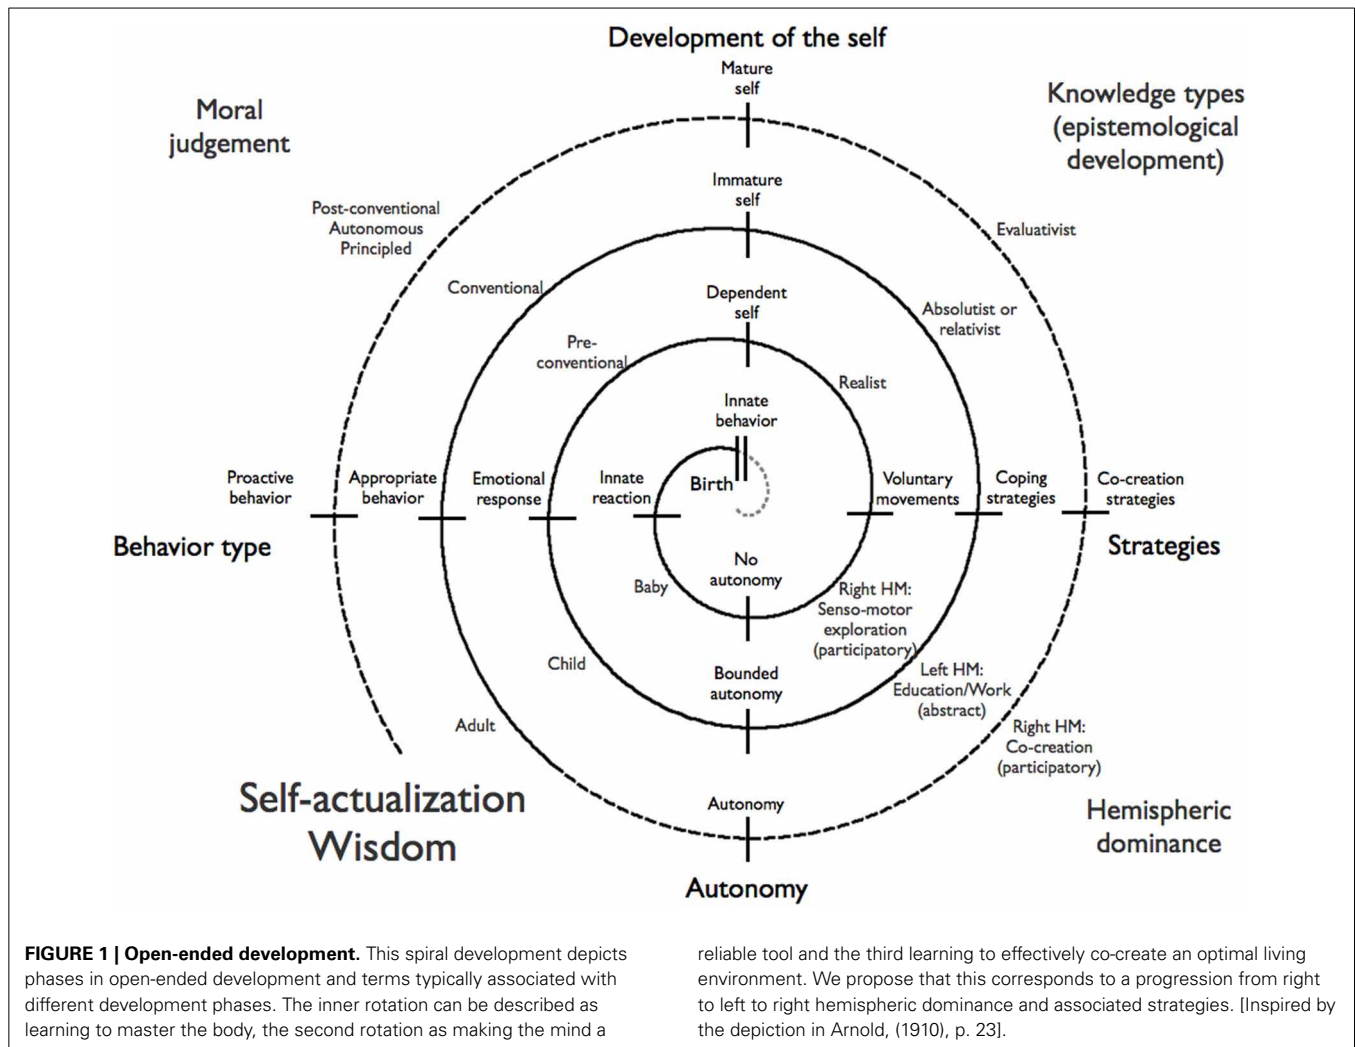 Development of the self
Mature
self
Moral
judgement
Knowledge types
(epistemological
development)
Immature
self
Post-conventional
Autonomous
Principled
Evaluativist
Conventional
Dependent
self
Absolutist or
relativist
Pre-
conventional
Realist
Innate
behavior
Proactive
behavior
Appropriate
behavior
Emotional
response
Innate
reaction
Birth
Voluntary
movements
Coping
strategies
Co-creation
strategies
Behavior type
Strategies
No
autonomy
Baby
Right HM:
Senso-motor
exploration
(participatory)
Child
Bounded
autonomy
Left HM:
Education/Work
(abstract)
Adult
Right HM:
Co-creation
(participatory)
Self-actualization
Wisdom
Autonomy
Hemispheric
dominance
Autonomy
FIGURE 1 | Open-ended development. This spiral development depicts
phases in open-ended development and terms typically associated with
different development phases. The inner rotation can be described as
learning to master the body, the second rotation as making the mind a
reliable tool and the third learning to effectively co-create an optimal living
environment. We propose that this corresponds to a progression from right
to left to right hemispheric dominance and associated strategies. [Inspired by
the depiction in Arnold, (1910), p. 23].